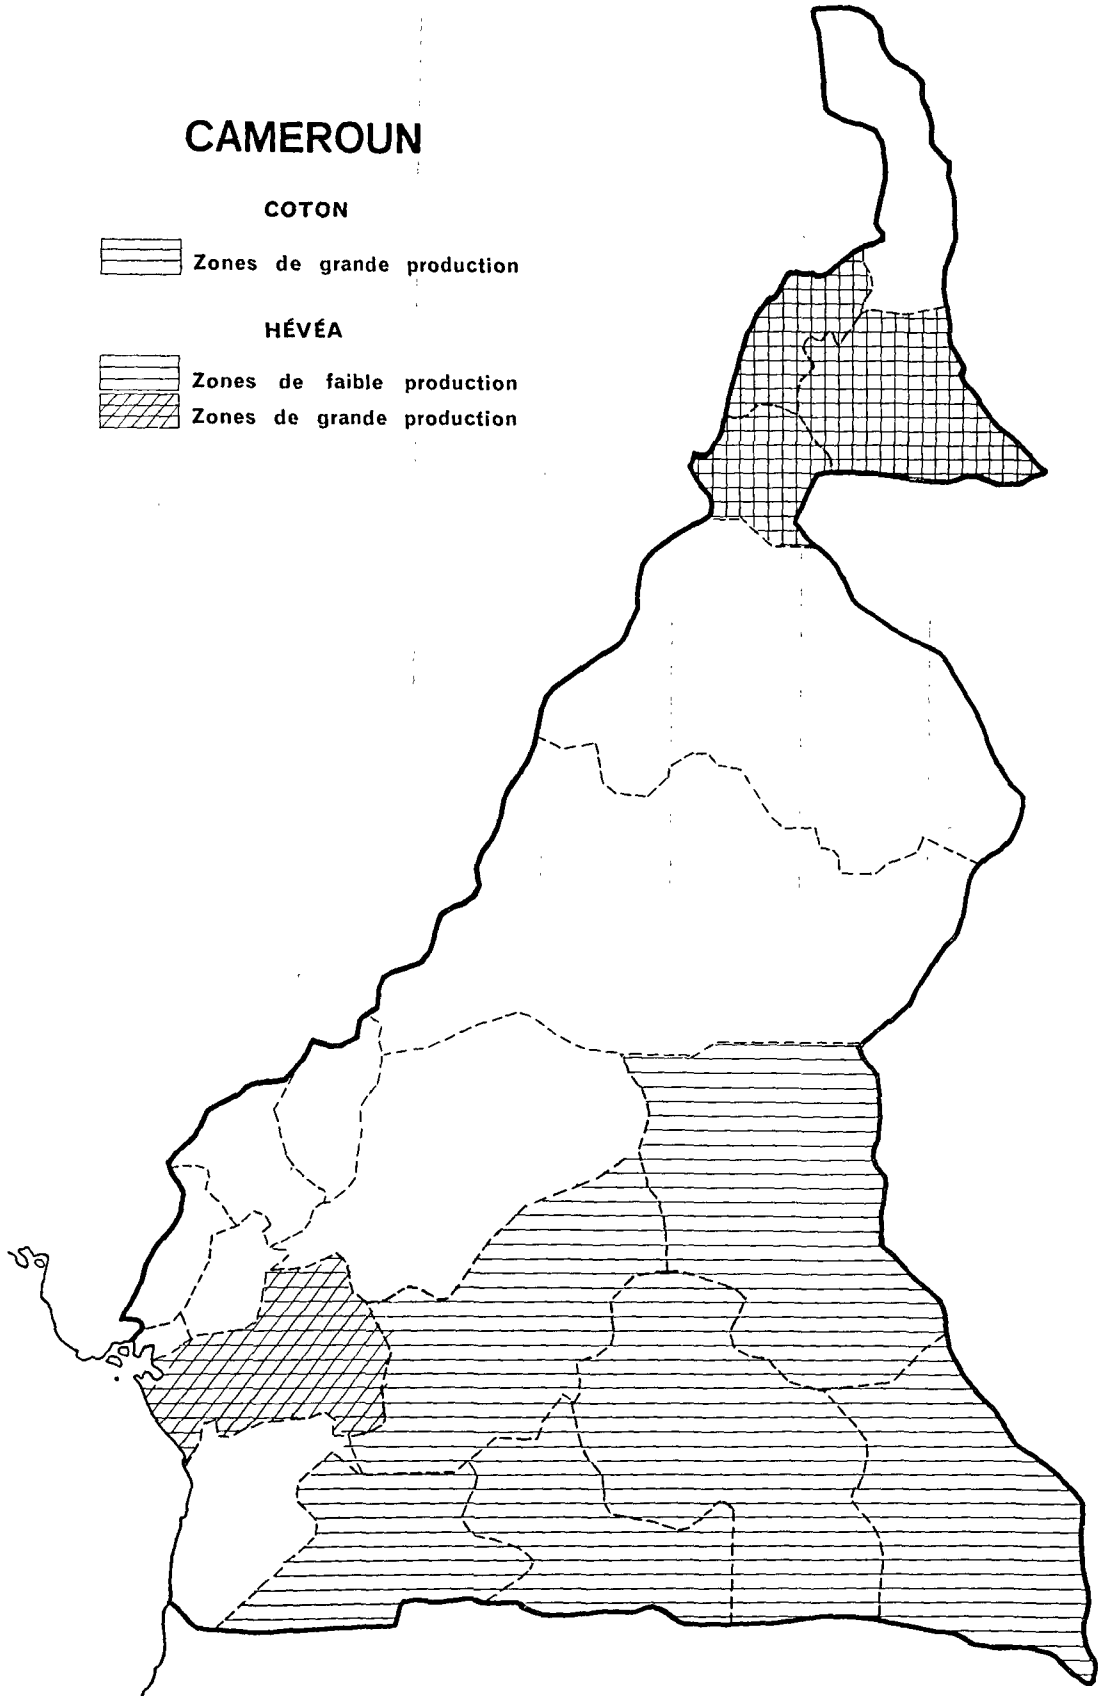 CAMEROUN
COTON
Zones de grande production
HÉVÉA
Zones de faible production
Zones de grande production